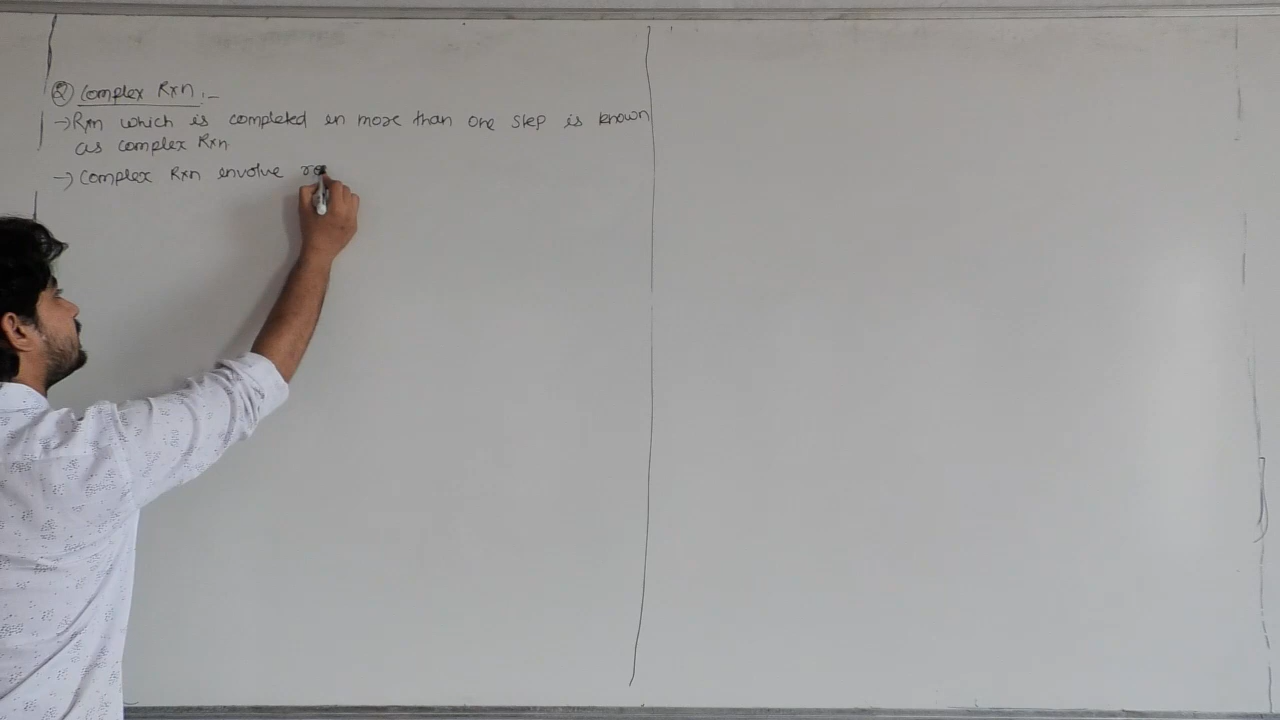 ② Complex Rxn :-
→ Rxn which is completed in more than one step is known
as complex Rxn
→ Complex Rxn envolve